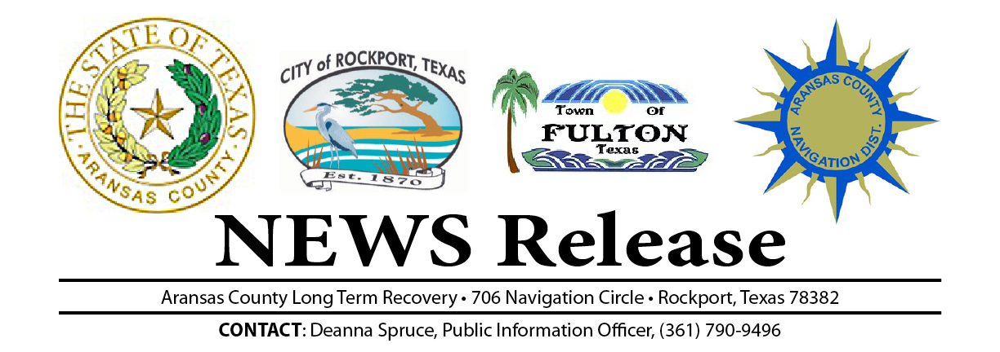 THE STATE OF TEXAS
· ARANSAS COUNTY ·
CITY of ROCKPORT, TEXAS
Est. 1870
Town Of
FULTON
Texas
ARANSAS COUNTY
NAVIGATION DIST.
NEWS Release
Aransas County Long Term Recovery • 706 Navigation Circle • Rockport, Texas 78382
CONTACT: Deanna Spruce, Public Information Officer, (361) 790-9496